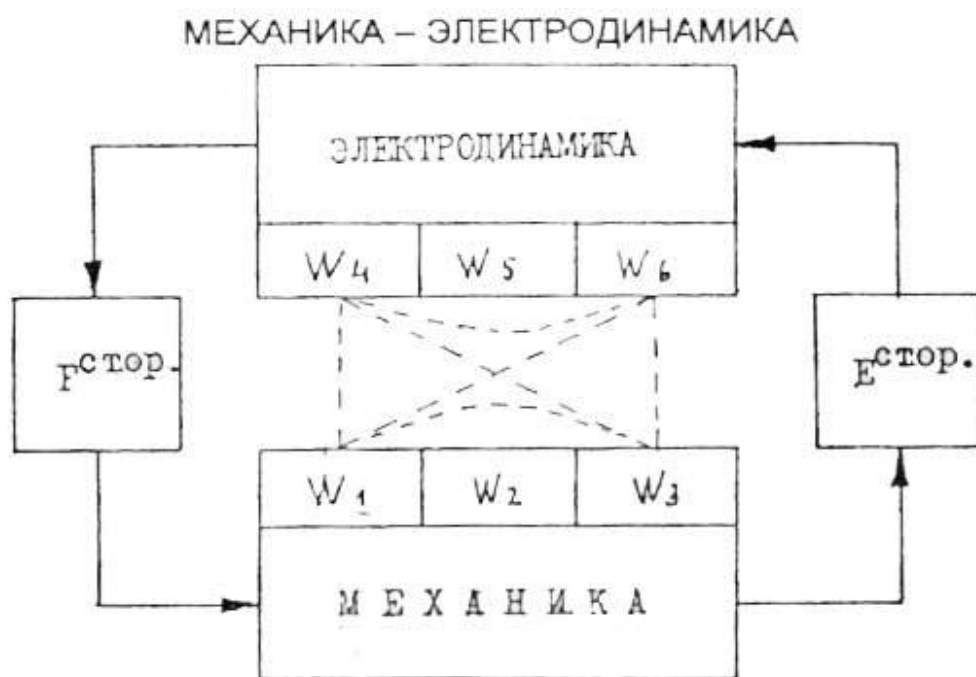 МЕХАНИКА – ЭЛЕКТРОДИНАМИКА
ЭЛЕКТРОДИНАМИКА
W4 W5 W6
Fстор.
Eстор.
W1 W2 W3
МЕХАНИКА